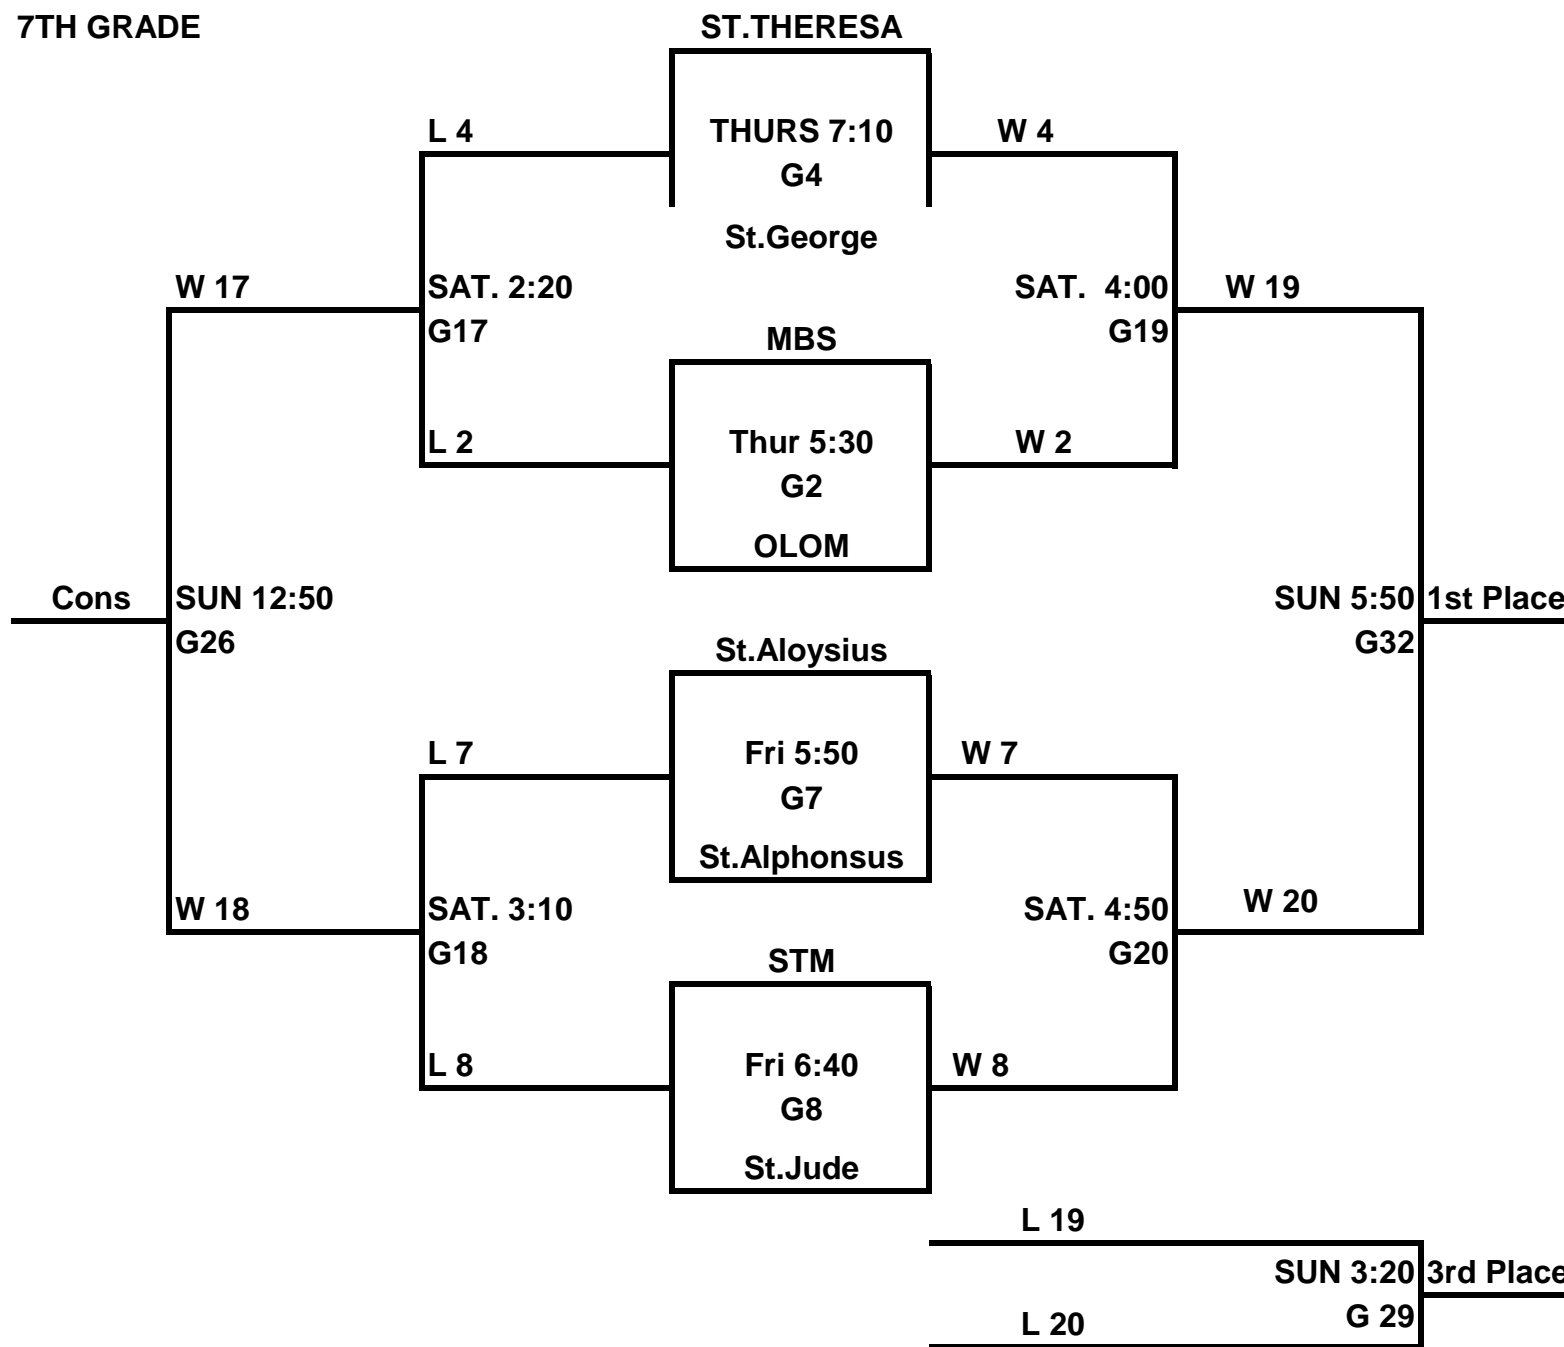 7TH GRADE
ST.THERESA
L 4
THURS 7:10
W 4
G4
St.George
W 17
SAT. 2:20
SAT. 4:00
W 19
G17
MBS
G19
L 2
Thur 5:30
W 2
G2
OLOM
Cons
SUN 12:50
SUN 5:50
1st Place
G26
G32
St.Aloysius
L 7
Fri 5:50
W 7
G7
St.Alphonsus
W 18
SAT. 3:10
SAT. 4:50
W 20
G18
STM
G20
L 8
Fri 6:40
W 8
G8
St.Jude
L 19
SUN 3:20
3rd Place
G 29
L 20